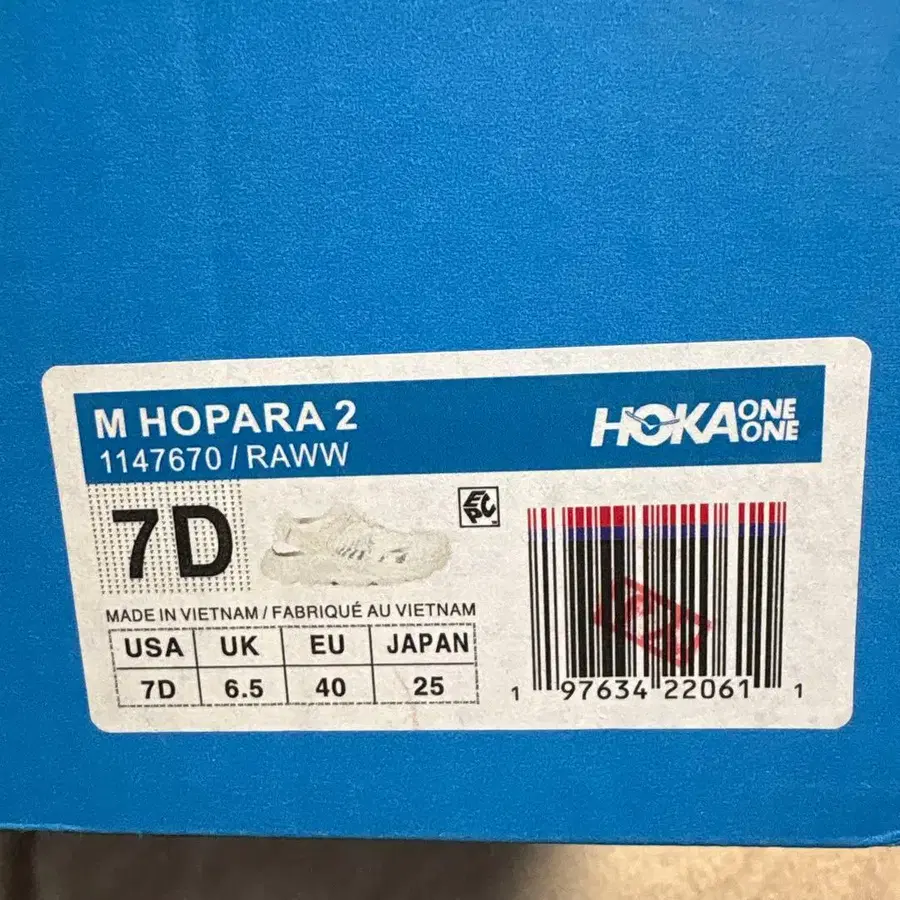 M HOPARA 2
1147670 / RAWW
HOKA ONE ONE
7D
EPC
MADE IN VIETNAM / FABRIQUÉ AU VIETNAM
USA UK EU JAPAN
7D 6.5 40 25
1 97634 22061 1